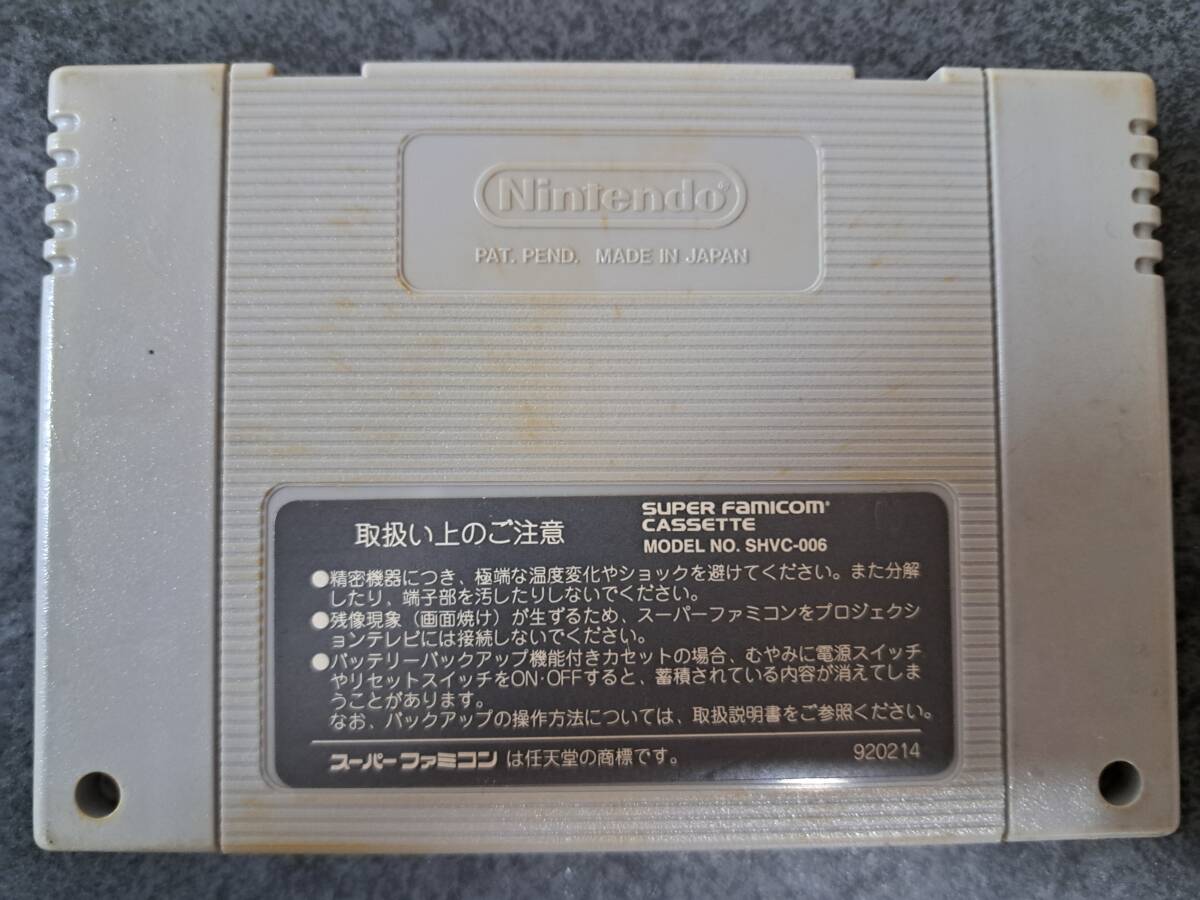 Nintendo®
PAT. PEND. MADE IN JAPAN
取扱い上のご注意
SUPER FAMICOM®
CASSETTE
MODEL NO. SHVC-006
●精密機器につき、極端な温度変化やショックを避けてください。また分解
したり、端子部を汚したりしないでください。
●残像現象（画面焼け）が生ずるため、スーパーファミコンをプロジェクシ
ョンテレビには接続しないでください。
●バッテリーバックアップ機能付きカセットの場合、むやみに電源スイッチ
やリセットスイッチをON・OFFすると、蓄積されている内容が消えてしま
うことがあります。
なお、バックアップの操作方法については、取扱説明書をご参照ください。
スーパーファミコン は任天堂の商標です。
920214